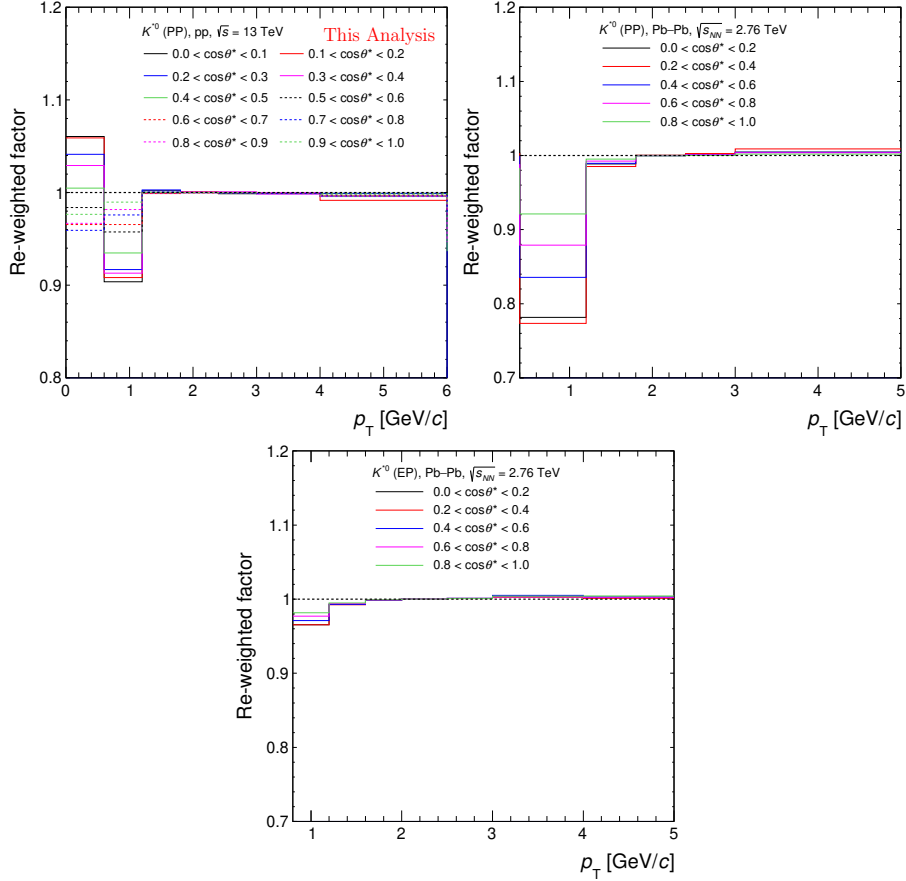 K*0 (PP), pp, √s = 13 TeV
This Analysis
0.0 < cosθ* < 0.1
0.1 < cosθ* < 0.2
0.2 < cosθ* < 0.3
0.3 < cosθ* < 0.4
0.4 < cosθ* < 0.5
0.5 < cosθ* < 0.6
0.6 < cosθ* < 0.7
0.7 < cosθ* < 0.8
0.8 < cosθ* < 0.9
0.9 < cosθ* < 1.0
Re-weighted factor
1.2
1.1
1
0.9
0.8
0 1 2 3 4 5 6
pT [GeV/c]
K*0 (PP), Pb–Pb, √sNN = 2.76 TeV
0.0 < cosθ* < 0.2
0.2 < cosθ* < 0.4
0.4 < cosθ* < 0.6
0.6 < cosθ* < 0.8
0.8 < cosθ* < 1.0
Re-weighted factor
1.2
1.1
1
0.9
0.8
0.7
1 2 3 4 5
pT [GeV/c]
K*0 (EP), Pb–Pb, √sNN = 2.76 TeV
0.0 < cosθ* < 0.2
0.2 < cosθ* < 0.4
0.4 < cosθ* < 0.6
0.6 < cosθ* < 0.8
0.8 < cosθ* < 1.0
Re-weighted factor
1.2
1.1
1
0.9
0.8
0.7
1 2 3 4 5
pT [GeV/c]